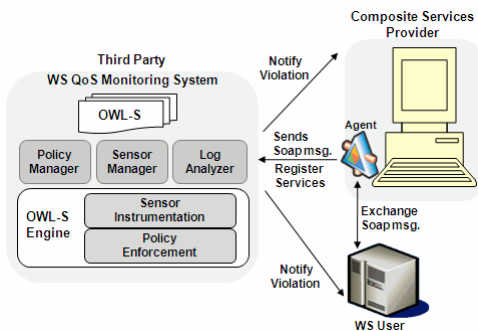 Third Party
WS QoS Monitoring System
OWL-S
Policy
Manager
Sensor
Manager
Log
Analyzer
OWL-S
Engine
Sensor
Instrumentation
Policy
Enforcement
Notify
Violation
Sends
Soap msg.
Register
Services
Notify
Violation
Composite Services
Provider
Agent
Exchange
Soap msg.
WS User